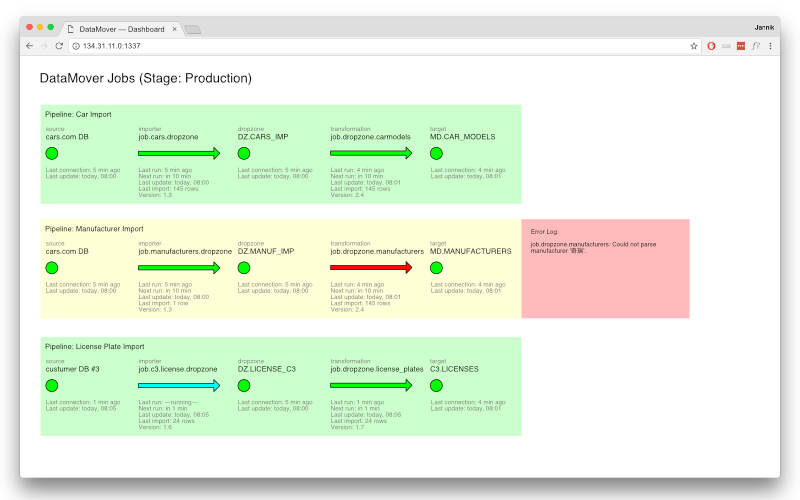 DataMover — Dashboard
Jannik
134.31.11.0:1337
DataMover Jobs (Stage: Production)
Pipeline: Car Import
source
cars.com DB
Last connection: 5 min ago
Last update: today, 08:00
importer
job.cars.dropzone
Last run: 5 min ago
Next run: in 10 min
Last update: today, 08:00
Last import: 145 rows
Version: 1.3
dropzone
DZ.CARS_IMP
Last connection: 5 min ago
Last update: today, 08:00
transformation
job.dropzone.carmodels
Last run: 4 min ago
Next run: in 10 min
Last update: today, 08:01
Last import: 145 rows
Version: 2.4
target
MD.CAR_MODELS
Last connection: 4 min ago
Last update: today, 08:01
Pipeline: Manufacturer Import
source
cars.com DB
Last connection: 5 min ago
Last update: today, 08:00
importer
job.manufacturers.dropzone
Last run: 5 min ago
Next run: in 10 min
Last update: today, 08:00
Last import: 1 row
Version: 1.3
dropzone
DZ.MANUF_IMP
Last connection: 5 min ago
Last update: today, 08:00
transformation
job.dropzone.manufacturers
Last run: 4 min ago
Next run: in 10 min
Last update: today, 08:01
Last import: 145 rows
Version: 2.4
target
MD.MANUFACTURERS
Last connection: 4 min ago
Last update: today, 08:01
Error Log:
job.dropzone.manufacturers: Could not parse
manufacturer '奇瑞'.
Pipeline: License Plate Import
source
custumer DB #3
Last connection: 1 min ago
Last update: today, 08:05
importer
job.c3.license.dropzone
Last run: —running—
Next run: in 1 min
Last update: today, 08:05
Last import: 24 rows
Version: 1.6
dropzone
DZ.LICENSE_C3
Last connection: 5 min ago
Last update: today, 08:00
transformation
job.dropzone.license_plates
Last run: 1 min ago
Next run: in 1 min
Last update: today, 08:05
Last import: 24 rows
Version: 1.7
target
C3.LICENSES
Last connection: 4 min ago
Last update: today, 08:01